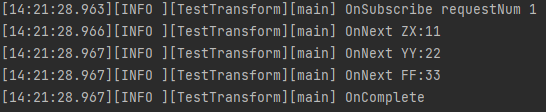 [14:21:28.963][INFO ][TestTransform][main] OnSubscribe requestNum 1
[14:21:28.966][INFO ][TestTransform][main] OnNext ZX:11
[14:21:28.967][INFO ][TestTransform][main] OnNext YY:22
[14:21:28.967][INFO ][TestTransform][main] OnNext FF:33
[14:21:28.967][INFO ][TestTransform][main] OnComplete